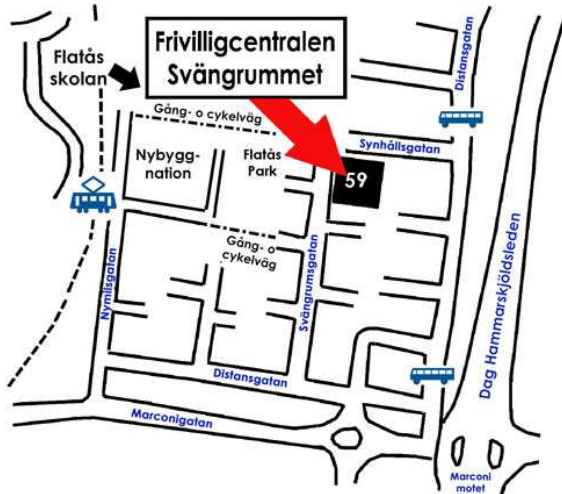 Frivilligcentralen
Svängrummet
Flatås
skolan
Distansgatan
Gång- o cykelväg
Synhållsgatan
Nybygg-
nation
Flatås
Park
59
Gång- o
cykelväg
Nymilsgatan
Svängrumsgatan
Dag Hammarskjöldsleden
Distansgatan
Marconigatan
Marconi
motet